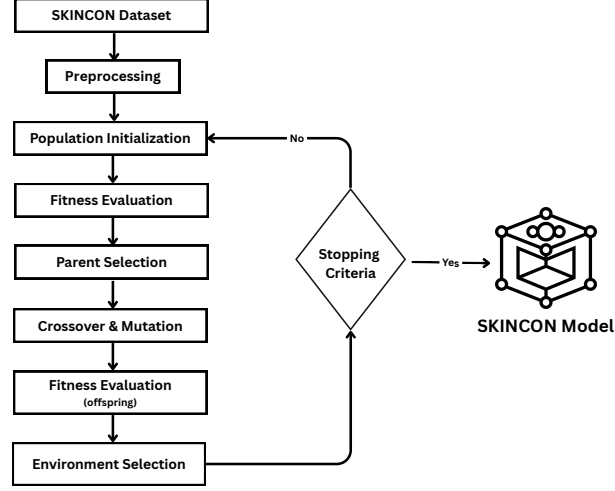 SKINCON Dataset
Preprocessing
Population Initialization
No
Fitness Evaluation
Parent Selection
Stopping
Criteria
Yes
Crossover & Mutation
SKINCON Model
Fitness Evaluation
(offspring)
Environment Selection